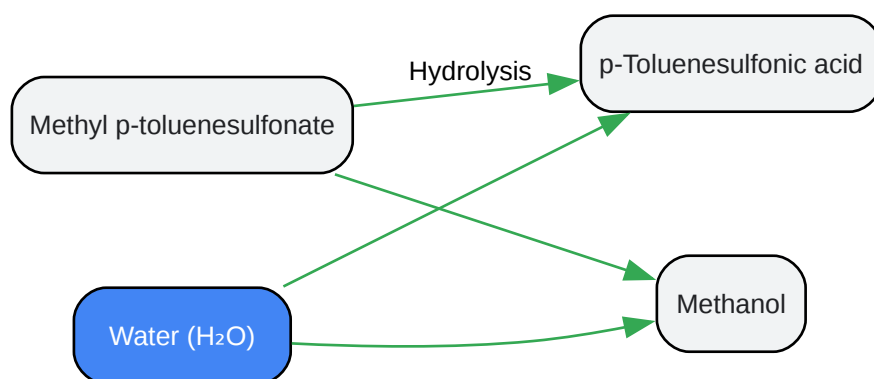 Hydrolysis
p-Toluenesulfonic acid
Methyl p-toluenesulfonate
Methanol
Water (H₂O)